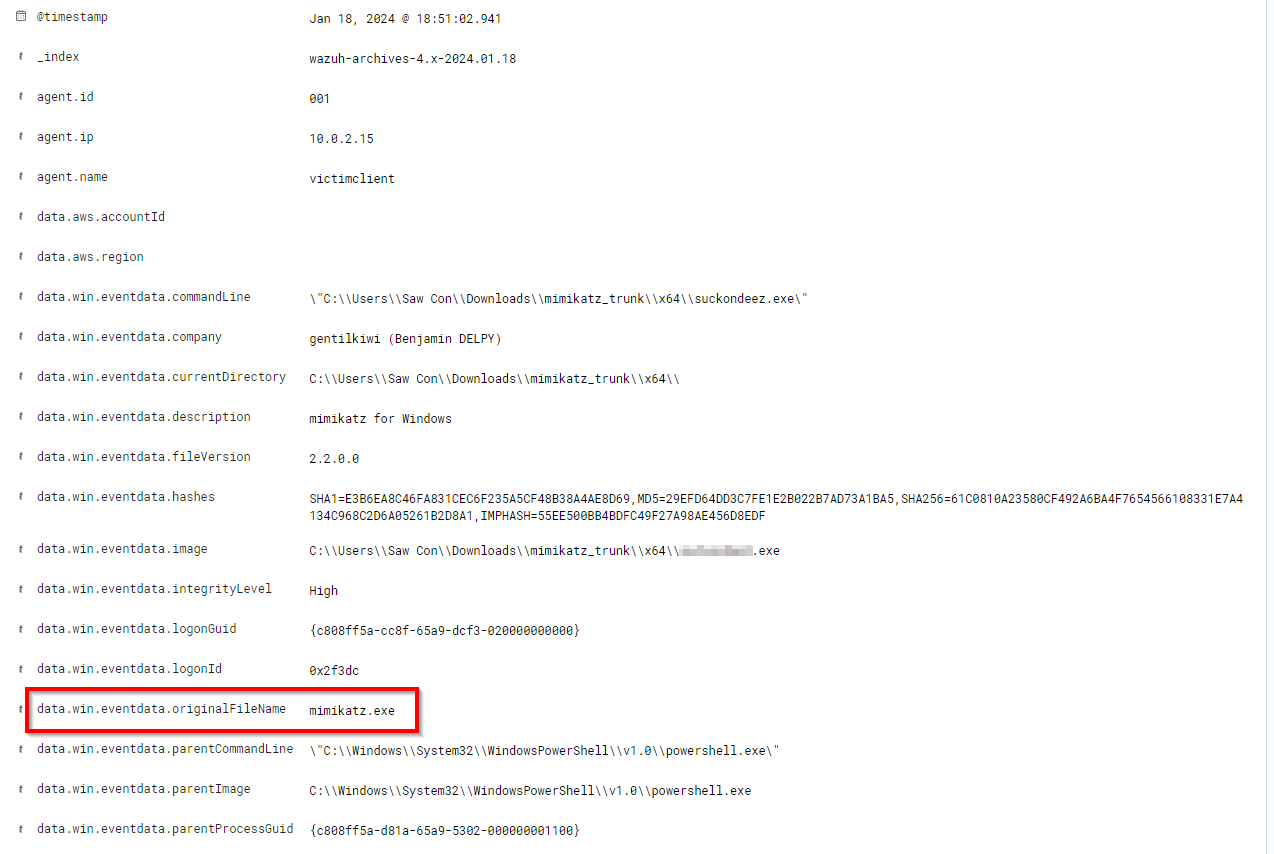 @timestamp Jan 18, 2024 @ 18:51:02.941
t _index wazuh-archives-4.x-2024.01.18
t agent.id 001
t agent.ip 10.0.2.15
t agent.name victimclient
t data.aws.accountId
t data.aws.region
t data.win.eventdata.commandLine \"C:\\Users\\Saw Con\\Downloads\\mimikatz_trunk\\x64\\suckondeez.exe\"
t data.win.eventdata.company gentilkiwi (Benjamin DELPY)
t data.win.eventdata.currentDirectory C:\\Users\\Saw Con\\Downloads\\mimikatz_trunk\\x64\\
t data.win.eventdata.description mimikatz for Windows
t data.win.eventdata.fileVersion 2.2.0.0
t data.win.eventdata.hashes SHA1=E3B6EA8C46FA831CEC6F235A5CF48B38A4AE8D69,MD5=29EFD64DD3C7FE1E2B022B7AD73A1BA5,SHA256=61C0810A23580CF492A6BA4F7654566108331E7A4
134C968C2D6A05261B2D8A1,IMPHASH=55EE500BB4BDFC49F27A98AE456D8EDF
t data.win.eventdata.image C:\\Users\\Saw Con\\Downloads\\mimikatz_trunk\\x64\\ .exe
t data.win.eventdata.integrityLevel High
t data.win.eventdata.logonGuid {c808ff5a-cc8f-65a9-dcf3-020000000000}
t data.win.eventdata.logonId 0x2f3dc
t data.win.eventdata.originalFileName mimikatz.exe
t data.win.eventdata.parentCommandLine \"C:\\Windows\\System32\\WindowsPowerShell\\v1.0\\powershell.exe\"
t data.win.eventdata.parentImage C:\\Windows\\System32\\WindowsPowerShell\\v1.0\\powershell.exe
t data.win.eventdata.parentProcessGuid {c808ff5a-d81a-65a9-5302-000000001100}